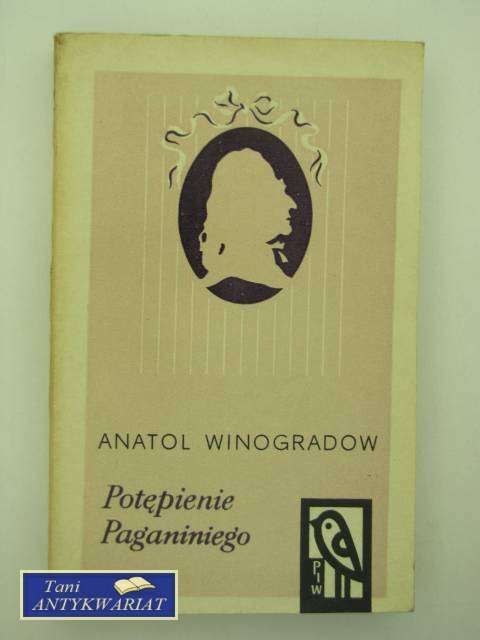 ANATOL WINOGRADOW
Potępienie
Paganiniego
PIW
Tani
ANTYKWARIAT